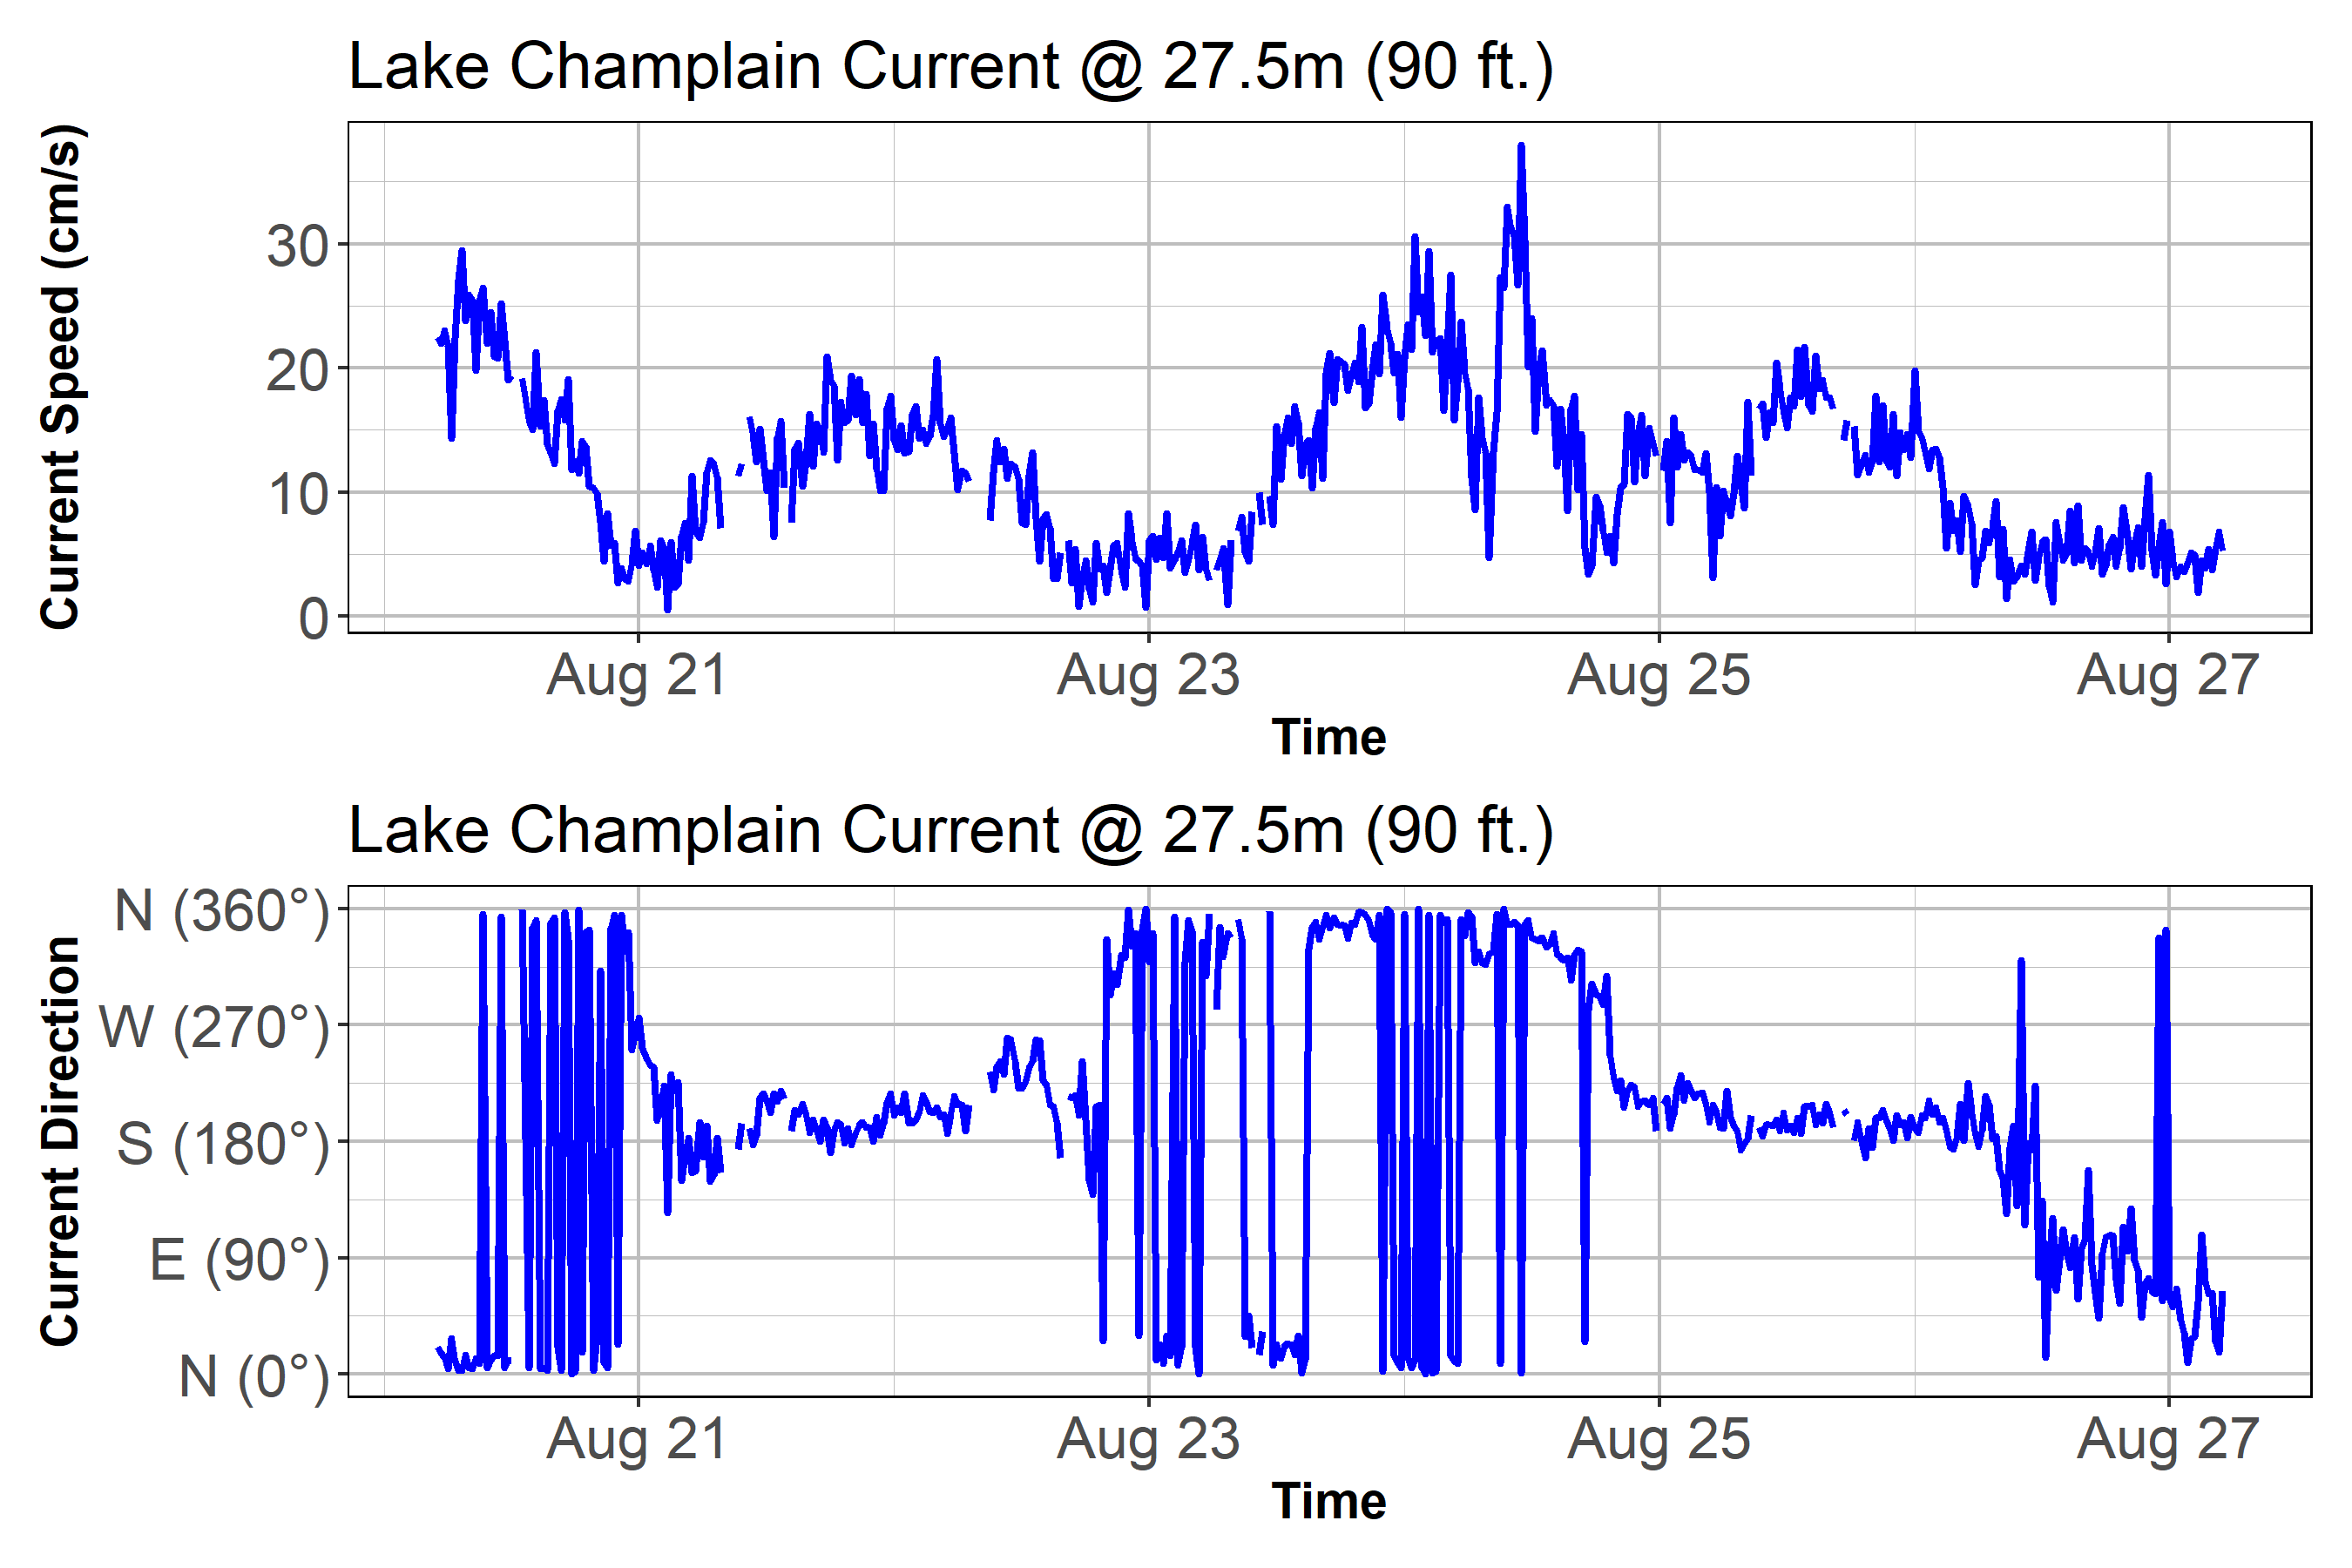 Lake Champlain Current @ 27.5m (90 ft.)
Current Speed (cm/s)
30
20
10
0
Aug 21 Aug 23 Aug 25 Aug 27
Time
Lake Champlain Current @ 27.5m (90 ft.)
Current Direction
N (360°)
W (270°)
S (180°)
E (90°)
N (0°)
Aug 21 Aug 23 Aug 25 Aug 27
Time